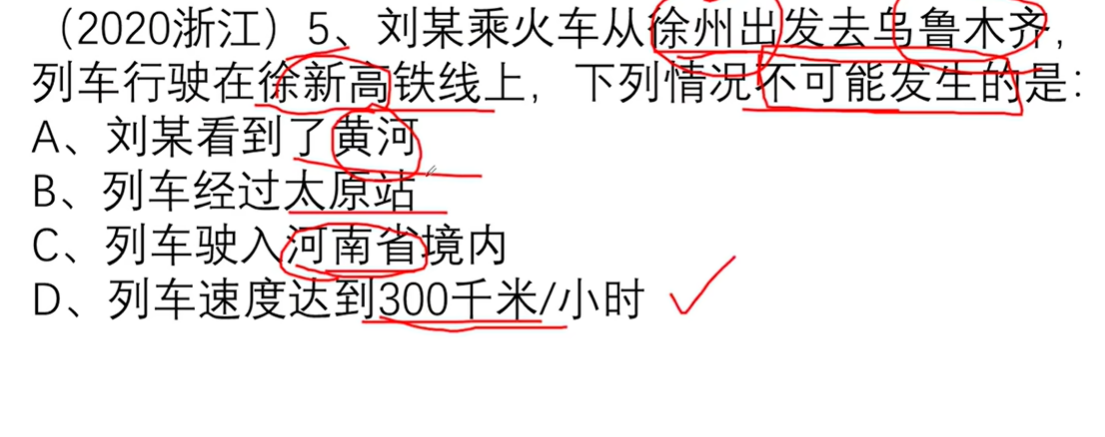 （2020浙江）5、刘某乘火车从徐州出发去乌鲁木齐，
列车行驶在徐新高铁线上，下列情况不可能发生的是：
A、刘某看到了黄河
B、列车经过太原站
C、列车驶入河南省境内
D、列车速度达到300千米/小时